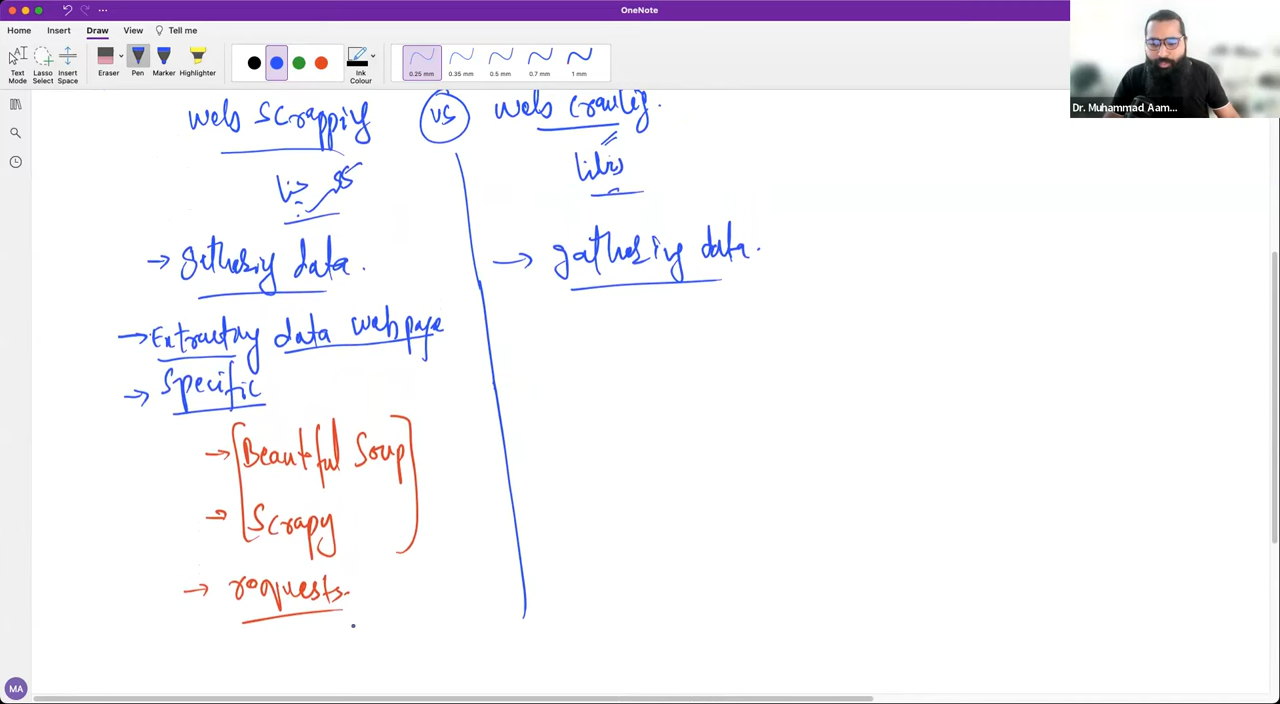 OneNote
Home Insert Draw View Tell me
Text Mode
Lasso Select
Insert Space
Eraser
Pen
Marker
Highlighter
Ink Colour
0.25 mm
0.35 mm
0.5 mm
0.7 mm
1 mm
Dr. Muhammad Aam...
Web Scrapping VS Web
→ gathering data.
→ gathering data.
→ Extracting data webpage
→ Specific
→ Beautiful Soup
→ Scrapy
→ requests.
MA